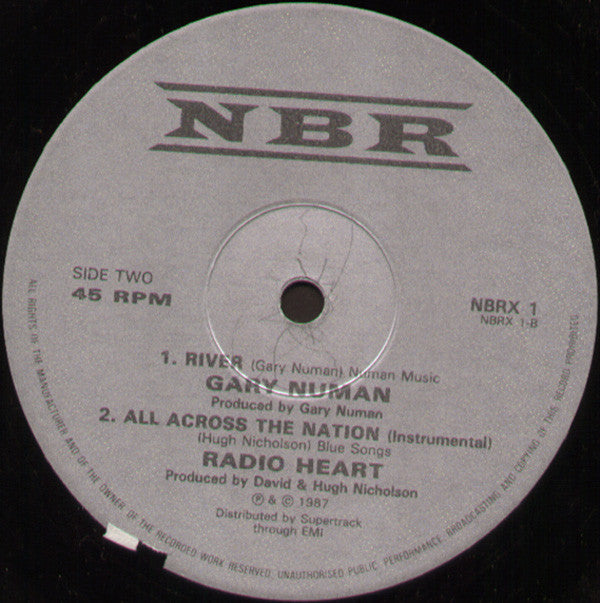 NBR
SIDE TWO
45 RPM
NBRX 1
NBRX 1-B
1. RIVER (Gary Numan) Numan Music
GARY NUMAN
Produced by Gary Numan
2. ALL ACROSS THE NATION (Instrumental)
(Hugh Nicholson) Blue Songs
RADIO HEART
Produced by David & Hugh Nicholson
℗ & © 1987
Distributed by Supertrack
through EMI
ALL RIGHTS OF THE MANUFACTURER AND OF THE OWNER OF THE RECORDED WORK RESERVED. UNAUTHORISED PUBLIC PERFORMANCE, BROADCASTING AND COPYING OF THIS RECORD PROHIBITED